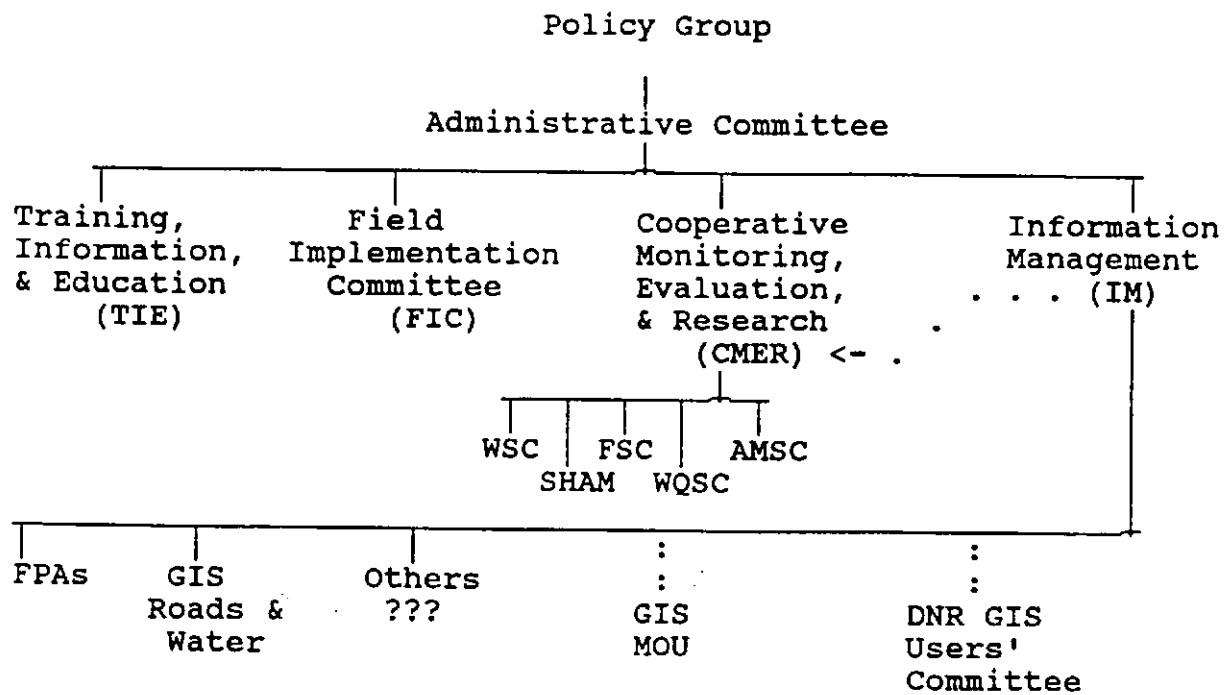 Policy Group
Administrative Committee
Training,
Information,
& Education
(TIE)
Field
Implementation
Committee
(FIC)
Cooperative
Monitoring,
Evaluation,
& Research
(CMER) <- .
Information
Management
. . . (IM)
WSC
SHAM
FSC
WQSC
AMSC
FPAs
GIS
Roads &
Water
Others
???
GIS
MOU
DNR GIS
Users'
Committee